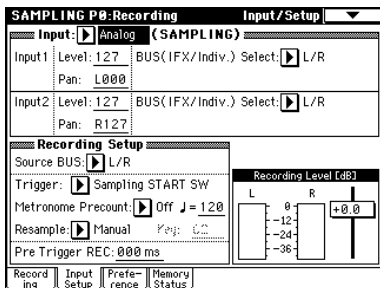 SAMPLING P0:Recording Input/Setup
Input: Analog (SAMPLING)
Input1 Level: 127 BUS(IFX/Indiv.) Select: L/R
Pan: L000
Input2 Level: 127 BUS(IFX/Indiv.) Select: L/R
Pan: R127
Recording Setup
Source BUS: L/R
Trigger: Sampling START SW
Metronome Precount: Off ♩= 120
Resample: Manual Key:
Pre Trigger REC: 000 ms
Recording Level [dB]
L R
0
-12
-24
-36
+0.0
Recording
Input Setup
Prefe-rence
Memory Status